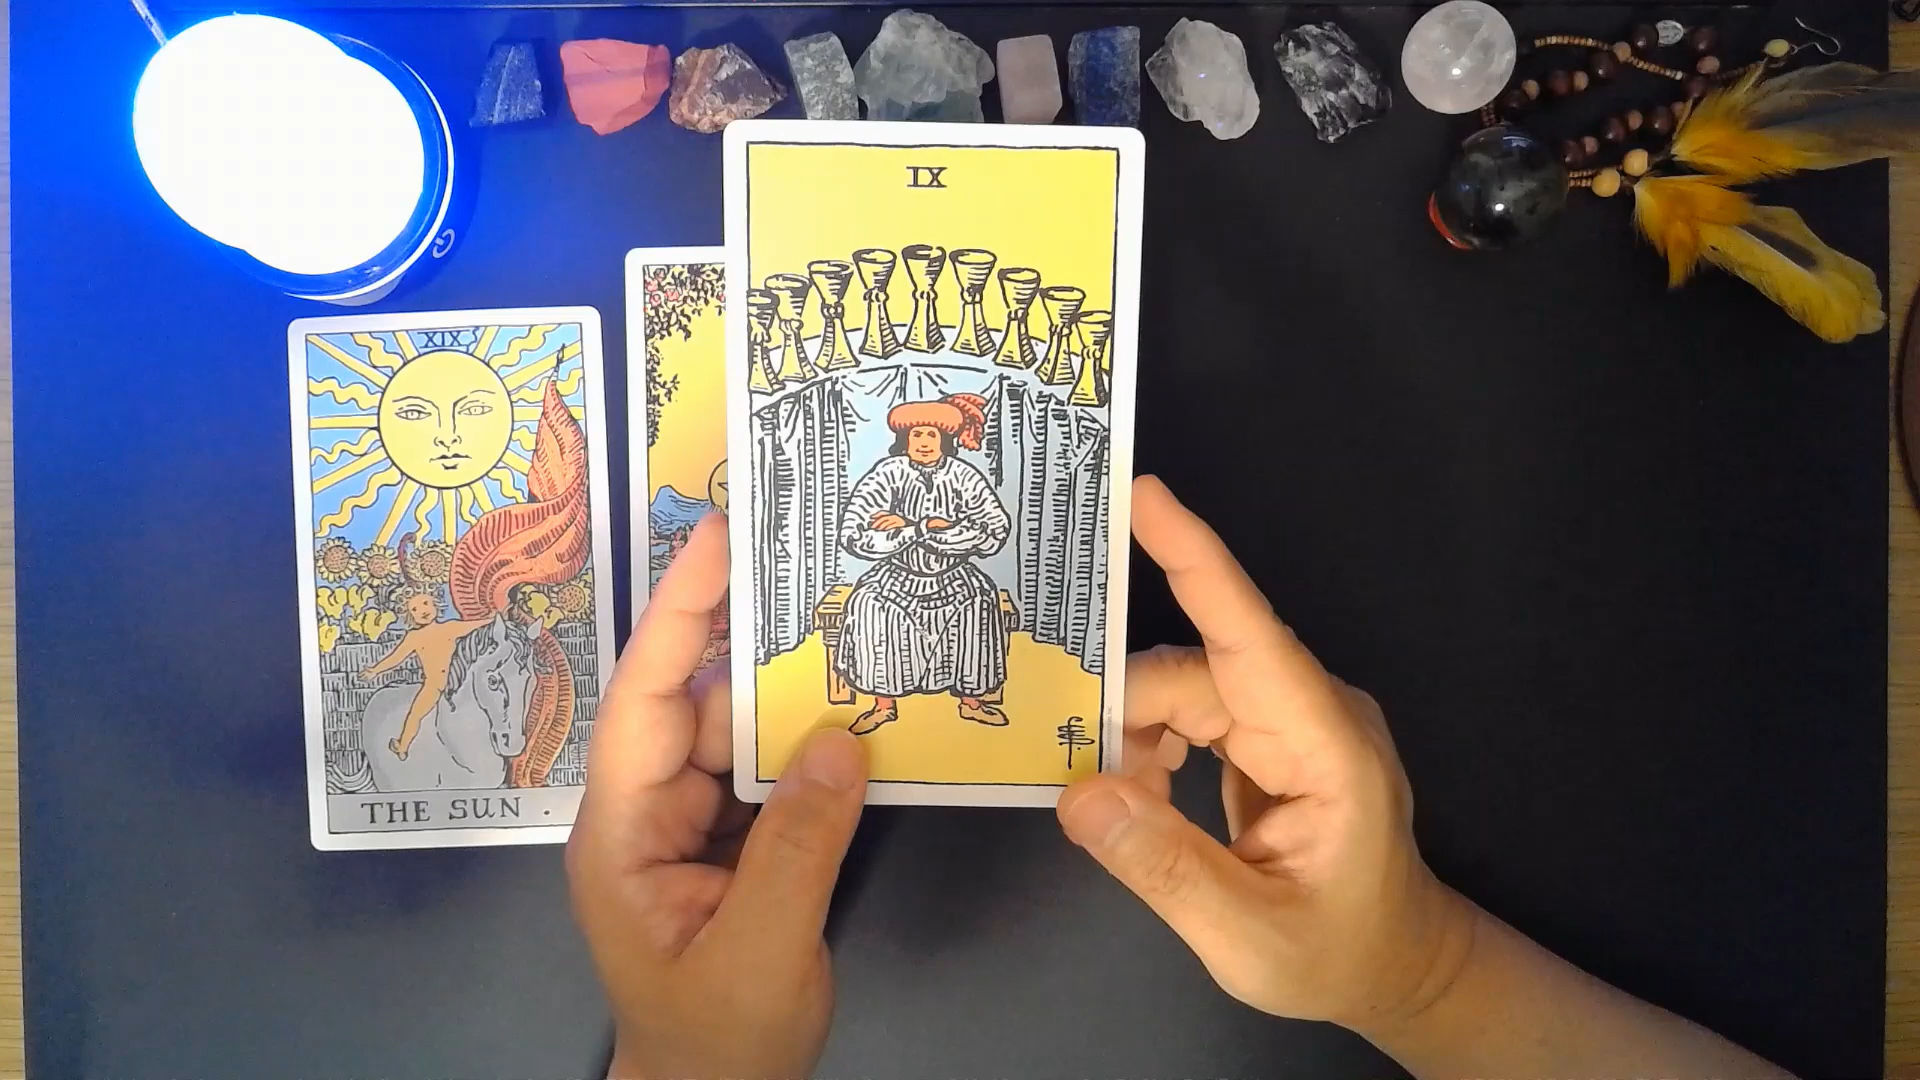 IX
XIX
THE SUN .